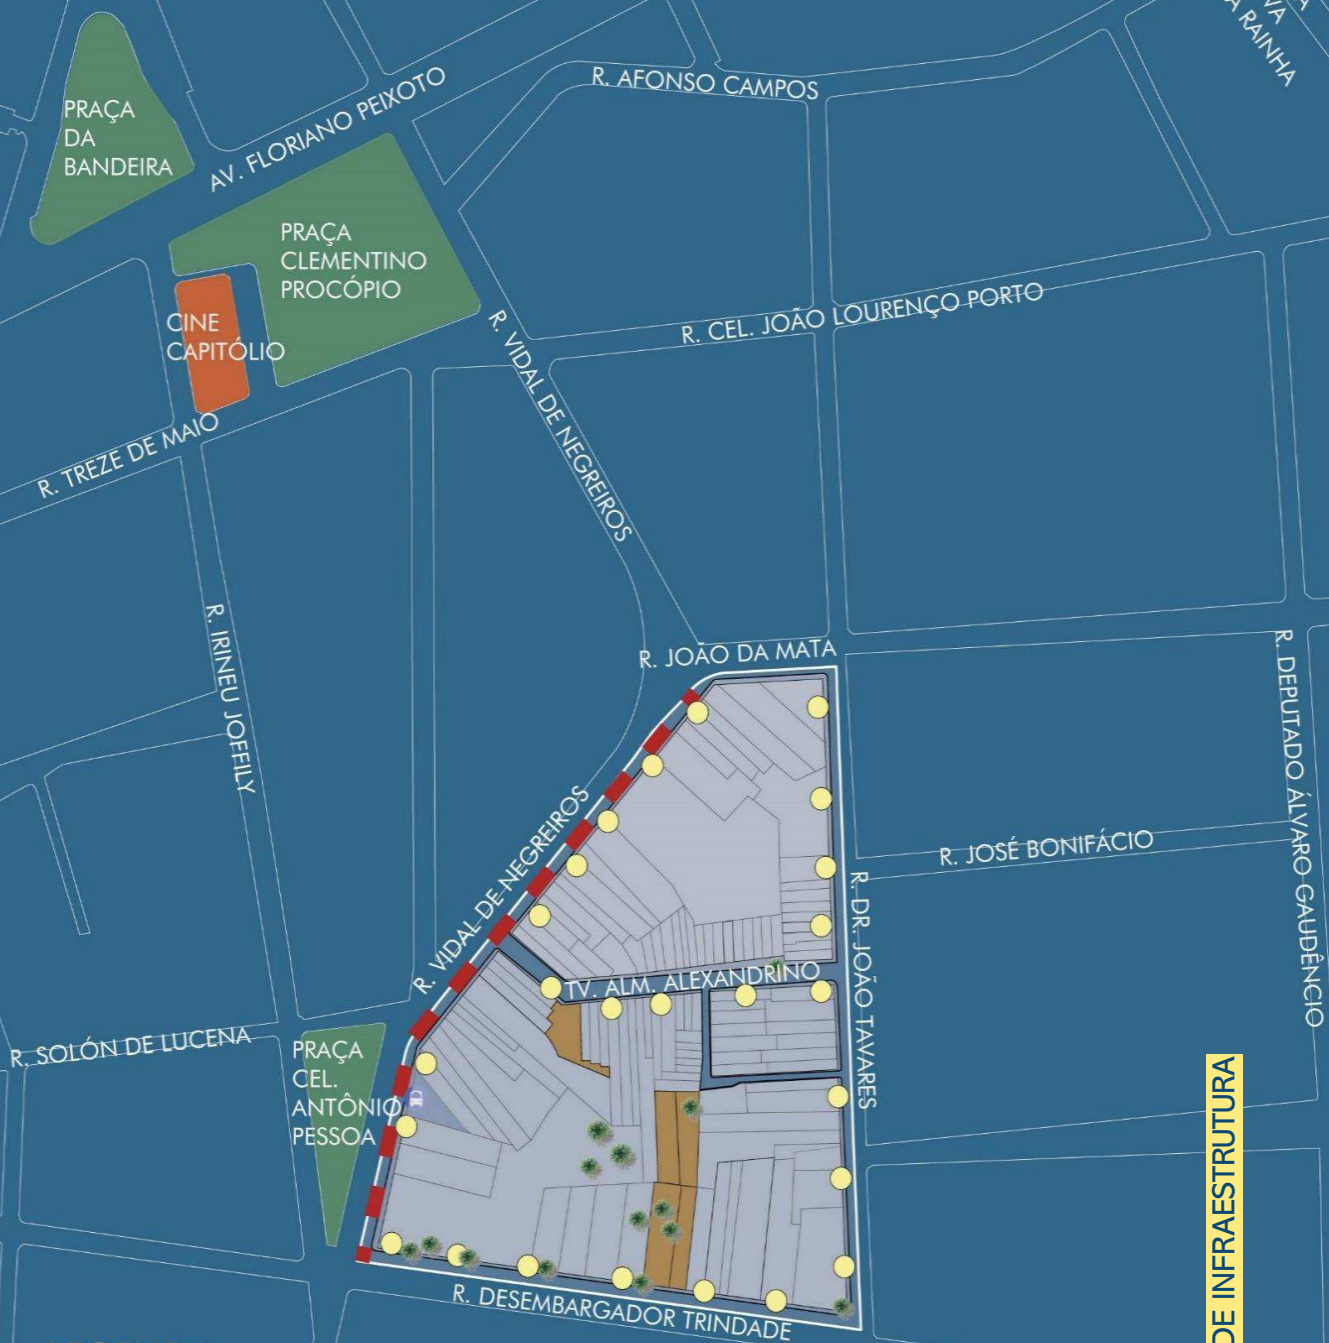 PRAÇA
DA
BANDEIRA
AV. FLORIANO PEIXOTO
R. AFONSO CAMPOS
RAINHA
PRAÇA
CLEMENTINO
PROCÓPIO
CINE
CAPITÓLIO
R. TREZE DE MAIO
R. VIDAL DE NEGREIROS
R. CEL. JOÃO LOURENÇO PORTO
R. IRINEU JOFFILY
R. JOÃO DA MATA
R. DEPUTADO ÁLVARO GAUDÊNCIO
R. JOSÉ BONIFÁCIO
R. VIDAL DE NEGREIROS
R. DR. JOÃO TAVARES
TV. ALM. ALEXANDRINO
R. SOLÓN DE LUCENA
PRAÇA
CEL.
ANTÔNIO
PESSOA
R. DESEMBARGADOR TRINDADE
DE INFRAESTRUTURA